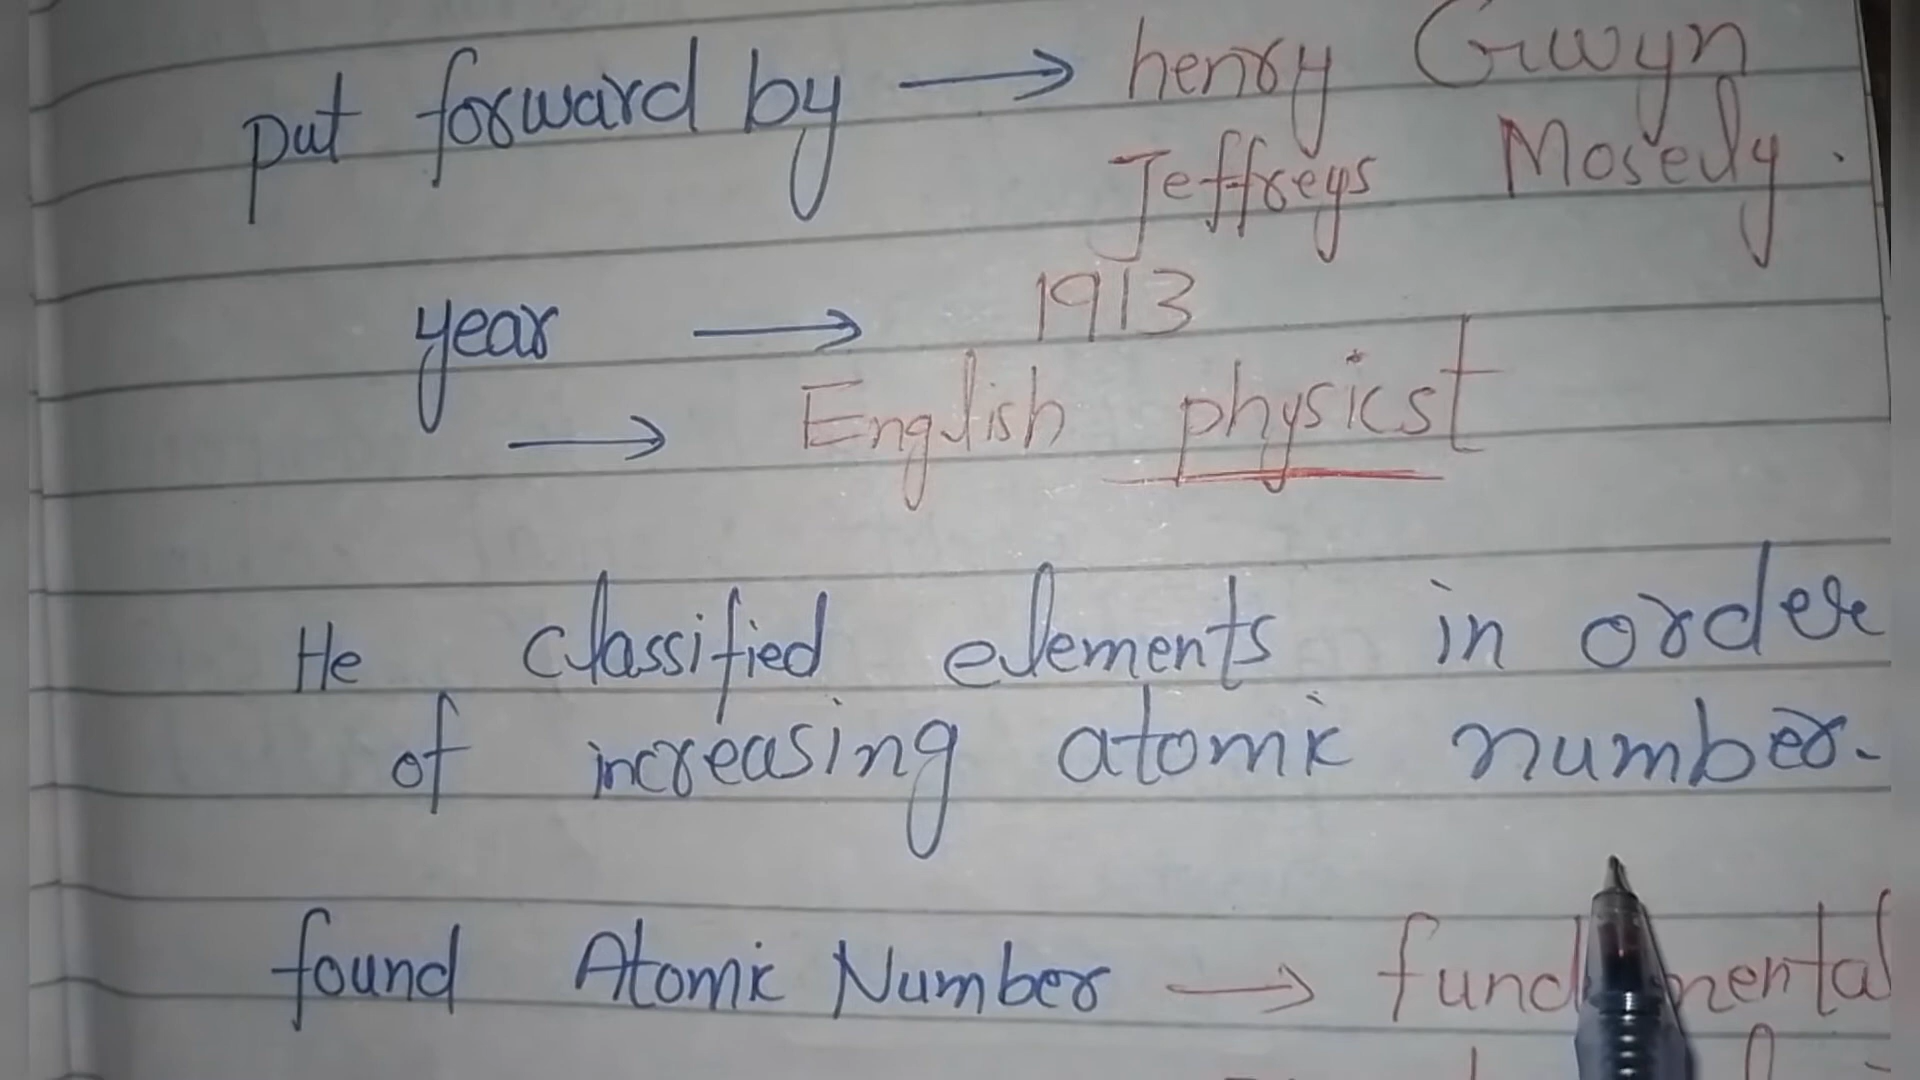 put forward by → henry Gwyn
Jeffreys Mosely.
year → 1913
→ English physicst
He classified elements in order
of increasing atomic number.
found Atomic Number →